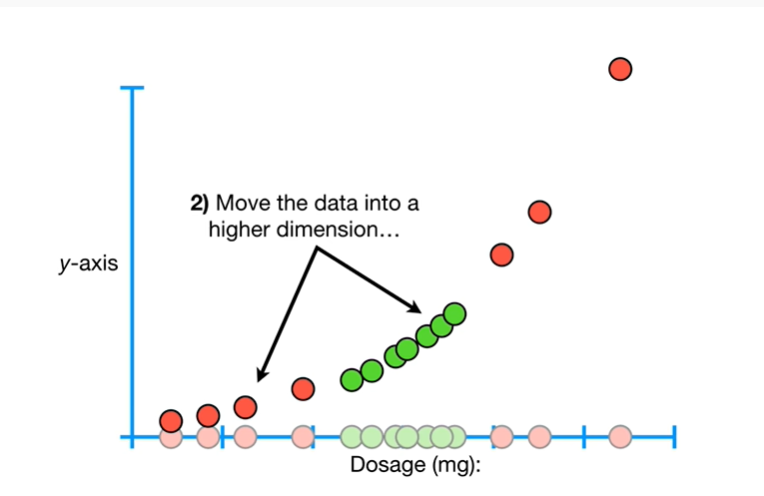 2) Move the data into a
higher dimension…
y-axis
Dosage (mg):